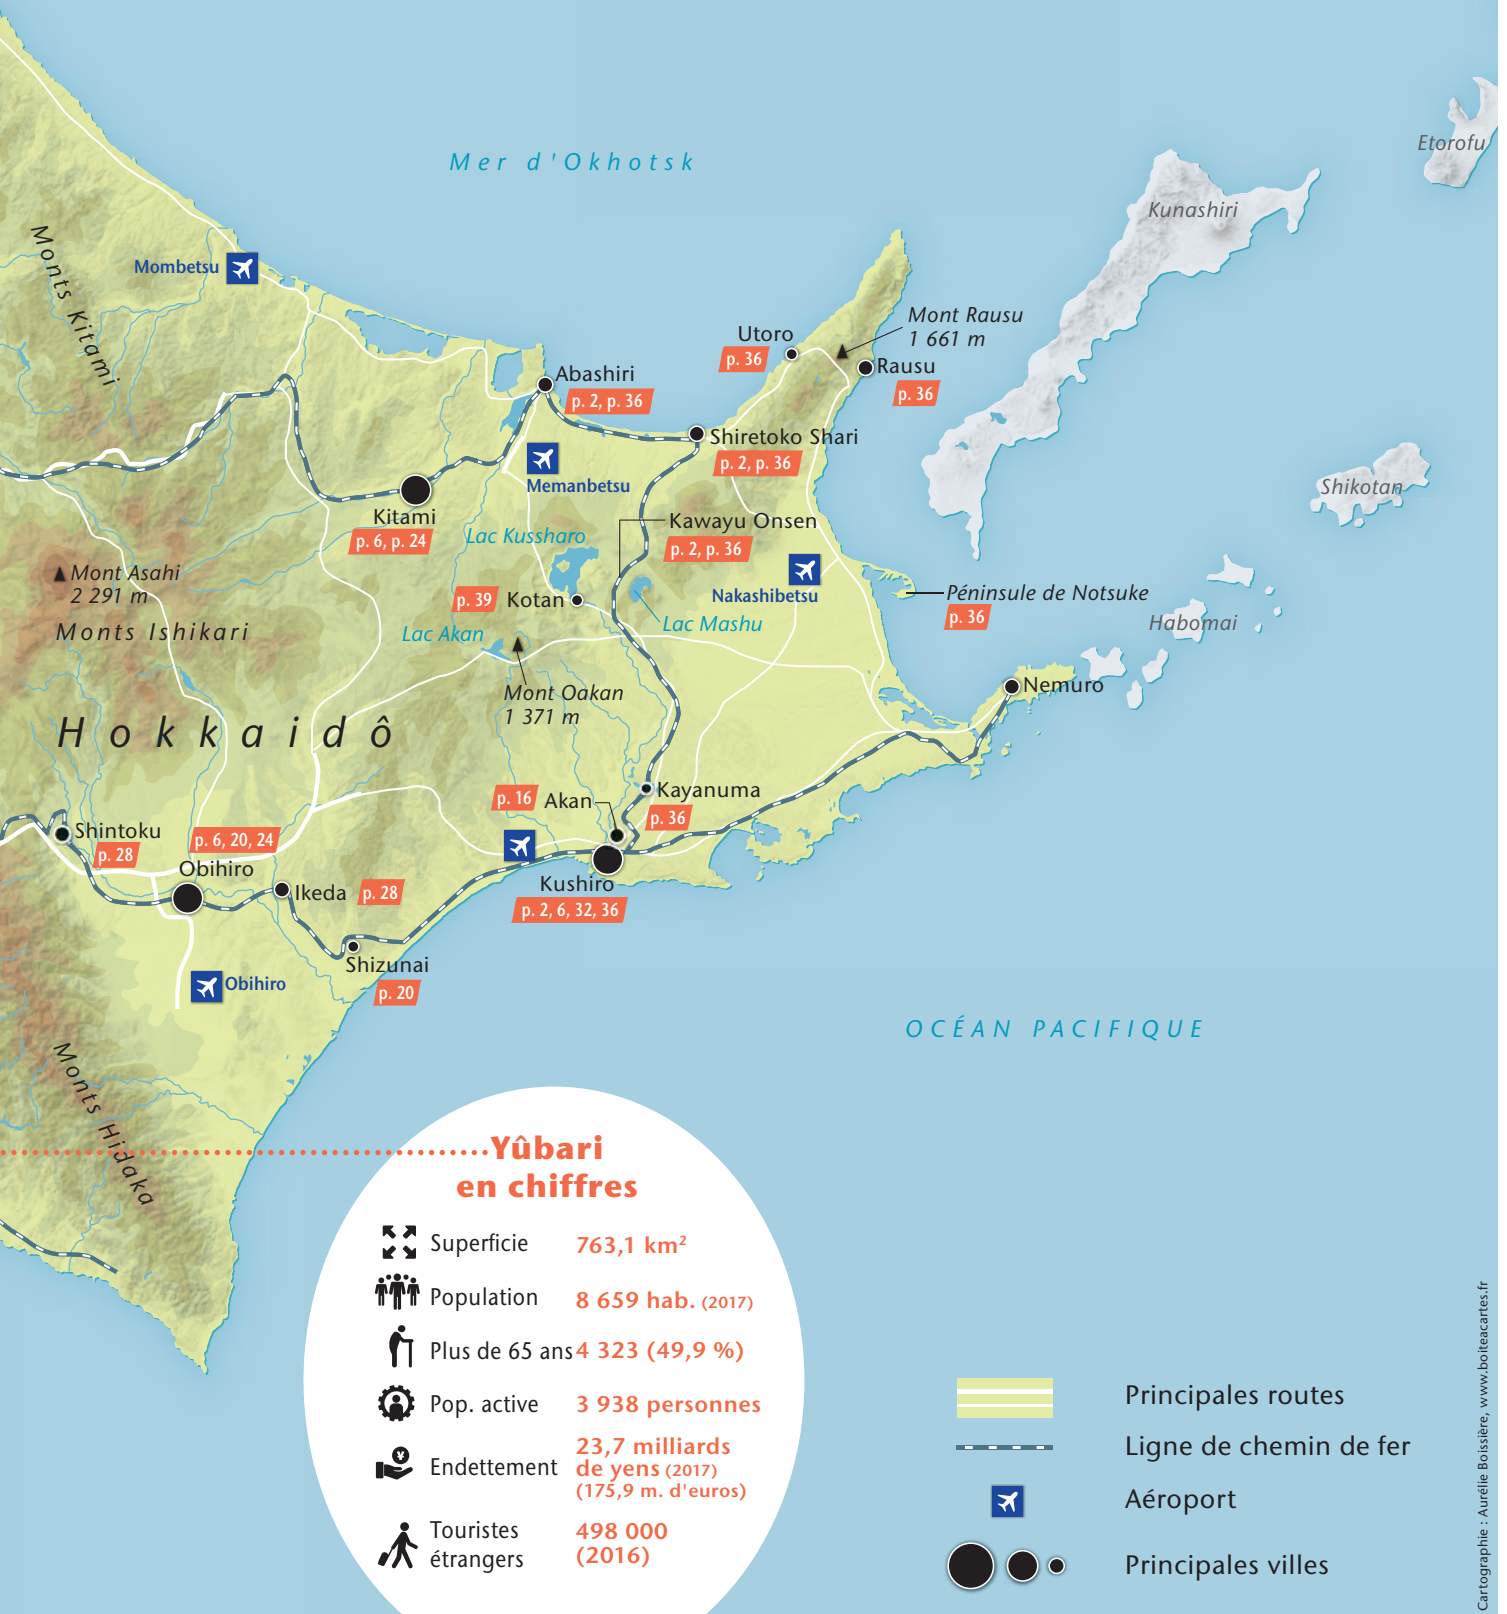 Mer d'Okhotsk
Etorofu
Kunashiri
Monts Kitami
Mombetsu
Mont Rausu
1 661 m
Utoro
p. 36
Rausu
p. 36
Abashiri
p. 2, p. 36
Shiretoko Shari
p. 2, p. 36
Memanbetsu
Shikotan
Kitami
p. 6, p. 24
Lac Kussharo
Kawayu Onsen
p. 2, p. 36
Mont Asahi
2 291 m
Nakashibetsu
Péninsule de Notsuke
p. 36
p. 39 Kotan
Lac Mashu
Habomai
Monts Ishikari
Lac Akan
Mont Oakan
1 371 m
Nemuro
Hokkaidô
Kayanuma
p. 36
p. 16 Akan
Shintoku
p. 28
p. 6, 20, 24
Obihiro
Ikeda p. 28
Kushiro
p. 2, 6, 32, 36
Shizunai
p. 20
Obihiro
OCÉAN PACIFIQUE
Monts Hidaka
Yûbari
en chiffres
Superficie 763,1 km²
Population 8 659 hab. (2017)
Plus de 65 ans 4 323 (49,9 %)
Pop. active 3 938 personnes
Endettement 23,7 milliards
de yens (2017)
(175,9 m. d'euros)
Touristes
étrangers
498 000
(2016)
Principales routes
Ligne de chemin de fer
Aéroport
Principales villes
Cartographie : Aurélie Boissière, www.boiteacartes.fr